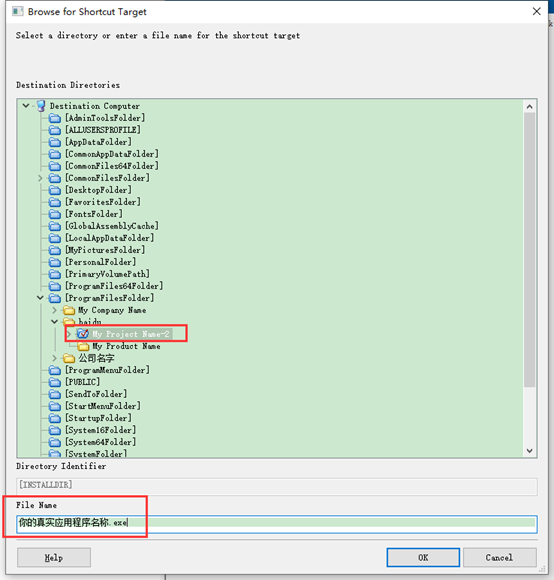 Browse for Shortcut Target
Select a directory or enter a file name for the shortcut target
Destination Directories
Destination Computer
[AdminToolsFolder]
[ALLUSERSPROFILE]
[AppDataFolder]
[CommonAppDataFolder]
[CommonFiles64Folder]
[CommonFilesFolder]
[DesktopFolder]
[FavoritesFolder]
[FontsFolder]
[GlobalAssemblyCache]
[LocalAppDataFolder]
[MyPicturesFolder]
[PersonalFolder]
[PrimaryVolumePath]
[ProgramFiles64Folder]
[ProgramFilesFolder]
My Company Name
baidu
My Project Name-2
My Product Name
公司名字
[ProgramMenuFolder]
[PUBLIC]
[SendToFolder]
[StartMenuFolder]
[StartupFolder]
[System16Folder]
[System64Folder]
[SystemFolder]
Directory Identifier
[INSTALLDIR]
File Name
你的真实应用程序名称.exe
Help
OK
Cancel